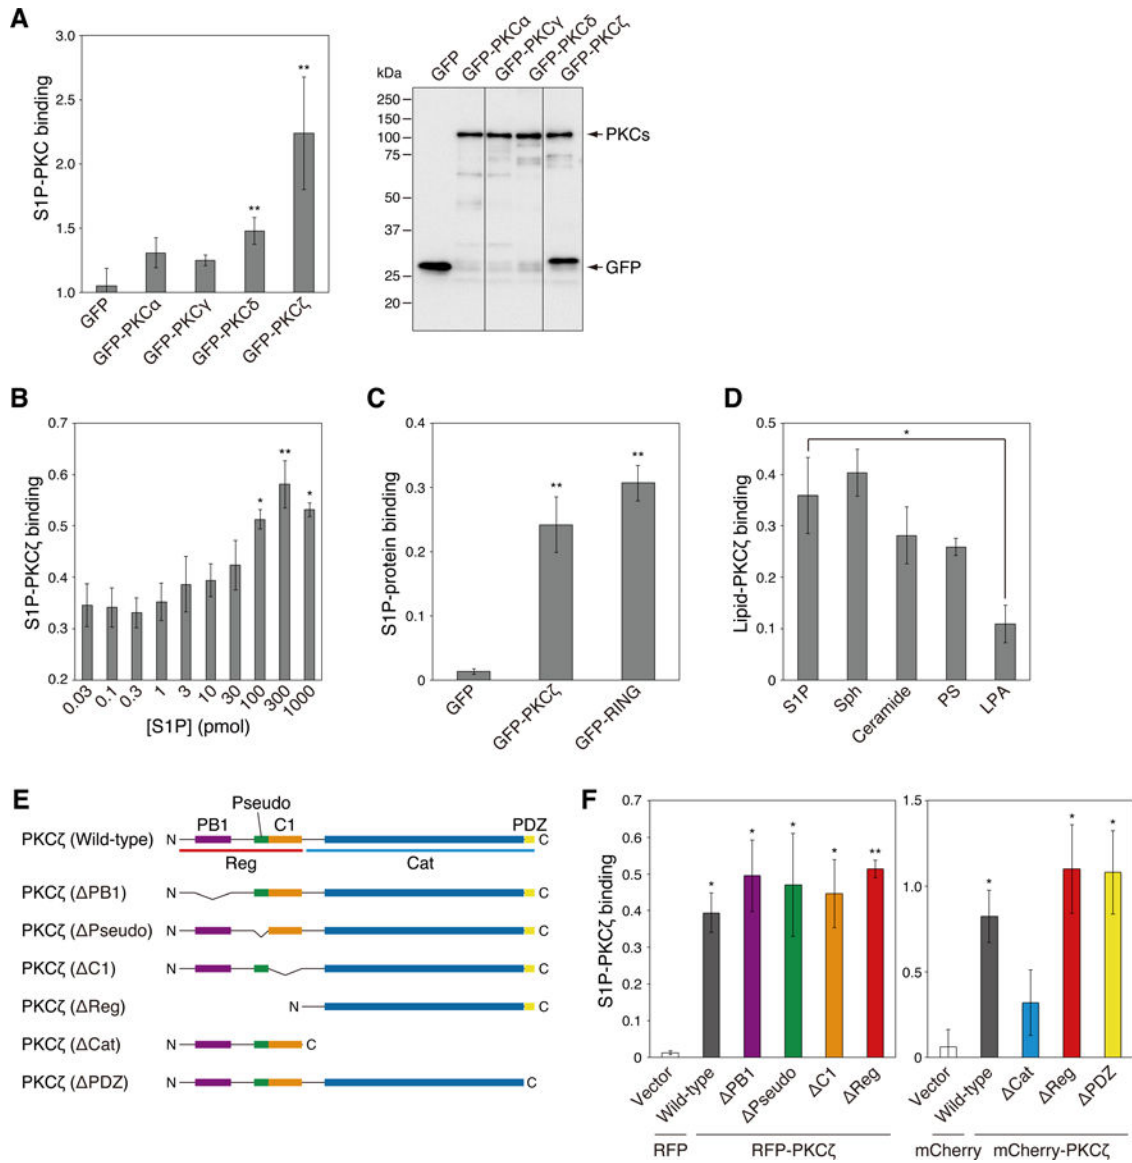 A
S1P-PKC binding
3.0
2.5
2.0
1.5
1.0
**
**
GFP
GFP-PKCα
GFP-PKCγ
GFP-PKCδ
GFP-PKCζ
kDa
GFP
GFP-PKCα
GFP-PKCγ
GFP-PKCδ
GFP-PKCζ
250
150
100
75
50
37
25
20
PKCs
GFP
B
S1P-PKCζ binding
0.7
0.6
0.5
0.4
0.3
0.2
*
**
*
0.03
0.1
0.3
1
3
10
30
100
300
1000
[S1P] (pmol)
C
S1P-protein binding
0.4
0.3
0.2
0.1
0
**
**
GFP
GFP-PKCζ
GFP-RING
D
Lipid-PKCζ binding
0.5
0.4
0.3
0.2
0.1
0
*
S1P
Sph
Ceramide
PS
LPA
E
Pseudo
PB1
C1
PDZ
PKCζ (Wild-type) N C
Reg Cat
PKCζ (ΔPB1) N C
PKCζ (ΔPseudo) N C
PKCζ (ΔC1) N C
PKCζ (ΔReg) N C
PKCζ (ΔCat) N C
PKCζ (ΔPDZ) N C
F
S1P-PKCζ binding
0.7
0.6
0.5
0.4
0.3
0.2
0.1
0
*
*
*
*
**
Vector
Wild-type
ΔPB1
ΔPseudo
ΔC1
ΔReg
RFP
RFP-PKCζ
1.5
1.0
0.5
0
*
*
*
Vector
Wild-type
ΔCat
ΔReg
ΔPDZ
mCherry
mCherry-PKCζ